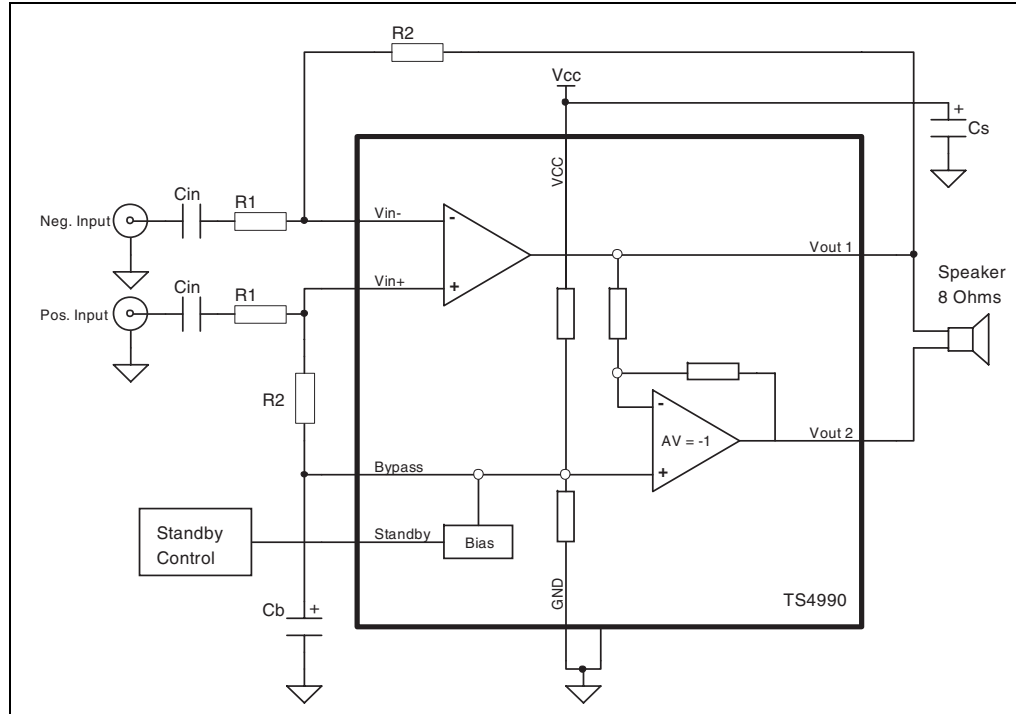 R2
Vcc
+
Cs
VCC
Cin
R1
Neg. Input
Vin-
-
Vout 1
Speaker
8 Ohms
Cin
R1
Vin+
+
Pos. Input
R2
-
AV = -1
Vout 2
Bypass
+
Standby
Control
Standby
Bias
GND
TS4990
Cb
+